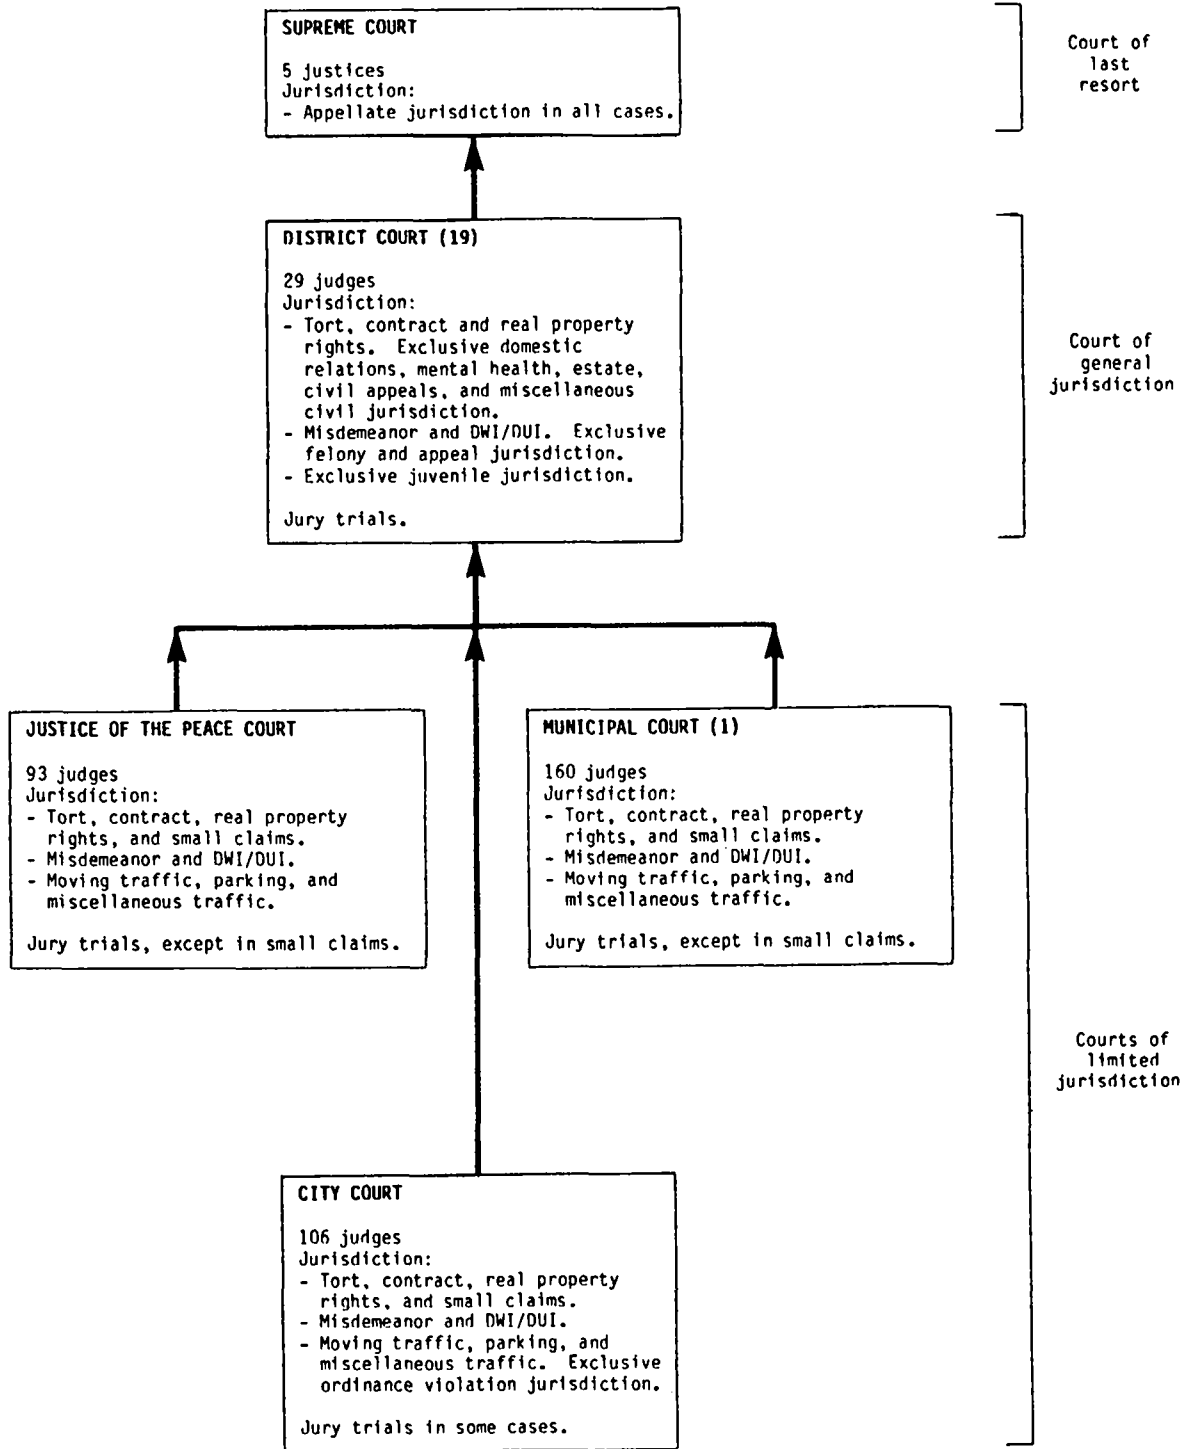 SUPREME COURT
5 justices
Jurisdiction:
- Appellate jurisdiction in all cases.
Court of
last
resort
DISTRICT COURT (19)
29 judges
Jurisdiction:
- Tort, contract and real property
rights. Exclusive domestic
relations, mental health, estate,
civil appeals, and miscellaneous
civil jurisdiction.
- Misdemeanor and DWI/DUI. Exclusive
felony and appeal jurisdiction.
- Exclusive juvenile jurisdiction.
Jury trials.
Court of
general
jurisdiction
JUSTICE OF THE PEACE COURT
93 judges
Jurisdiction:
- Tort, contract, real property
rights, and small claims.
- Misdemeanor and DWI/DUI.
- Moving traffic, parking, and
miscellaneous traffic.
Jury trials, except in small claims.
MUNICIPAL COURT (1)
160 judges
Jurisdiction:
- Tort, contract, real property
rights, and small claims.
- Misdemeanor and DWI/DUI.
- Moving traffic, parking, and
miscellaneous traffic.
Jury trials, except in small claims.
Courts of
limited
jurisdiction
CITY COURT
106 judges
Jurisdiction:
- Tort, contract, real property
rights, and small claims.
- Misdemeanor and DWI/DUI.
- Moving traffic, parking, and
miscellaneous traffic. Exclusive
ordinance violation jurisdiction.
Jury trials in some cases.